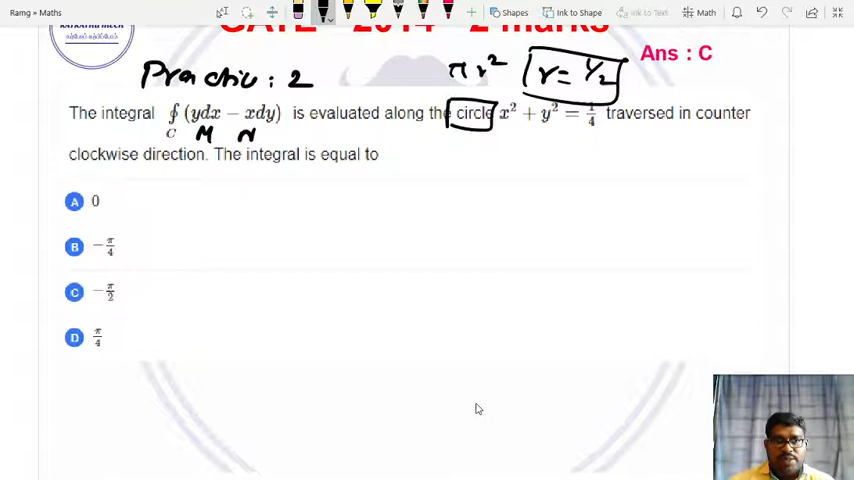 Ramg » Maths
Shapes Ink to Shape Ink to Text Math
GATE - 2014 - 2 marks
Ans : C
Practic : 2 πr² r = 1/2
The integral ∮_C (ydx − xdy) is evaluated along the circle x² + y² = 1/4 traversed in counter
M N
clockwise direction. The integral is equal to
A 0
B −π/4
C −π/2
D π/4